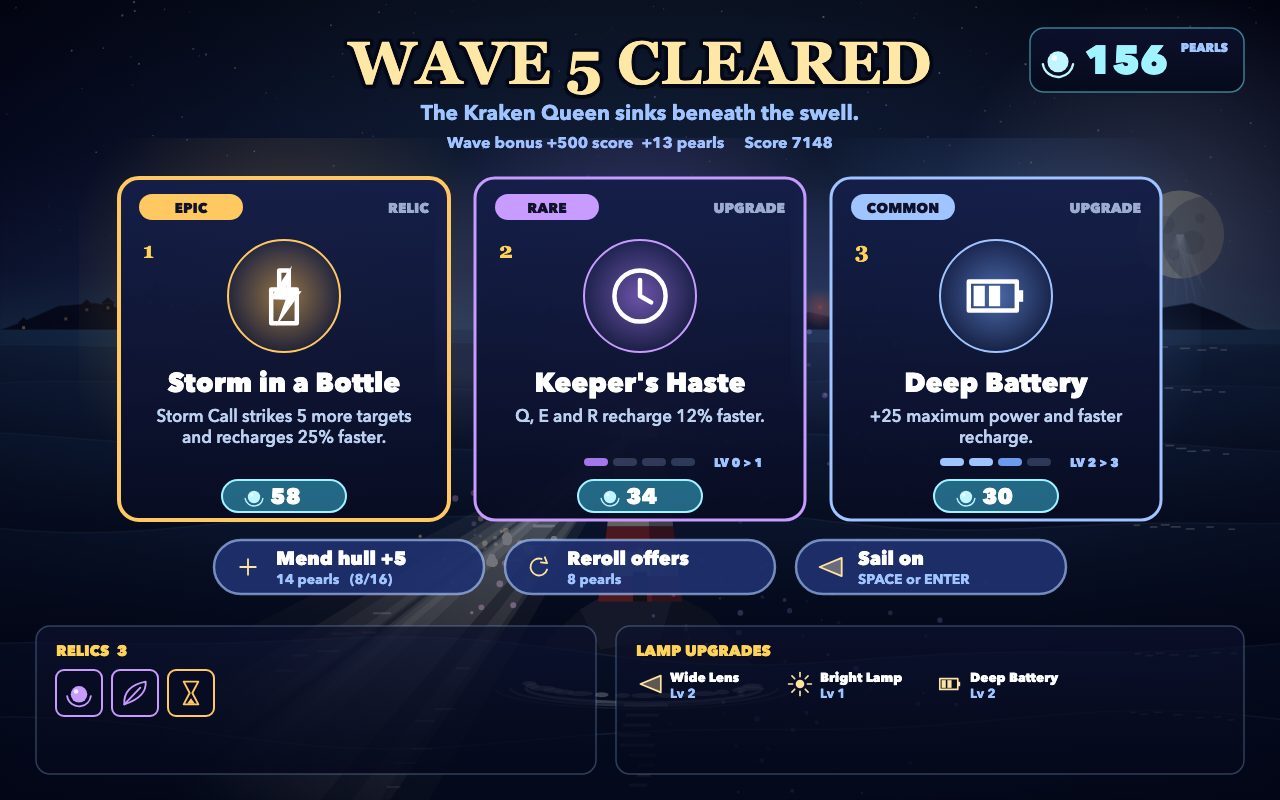 WAVE 5 CLEARED
156 PEARLS
The Kraken Queen sinks beneath the swell.
Wave bonus +500 score +13 pearls Score 7148
EPIC RELIC
1
Storm in a Bottle
Storm Call strikes 5 more targets
and recharges 25% faster.
58
RARE UPGRADE
2
Keeper's Haste
Q, E and R recharge 12% faster.
LV 0 > 1
34
COMMON UPGRADE
3
Deep Battery
+25 maximum power and faster
recharge.
LV 2 > 3
30
Mend hull +5
14 pearls (8/16)
Reroll offers
8 pearls
Sail on
SPACE or ENTER
RELICS 3
LAMP UPGRADES
Wide Lens
Lv 2
Bright Lamp
Lv 1
Deep Battery
Lv 2